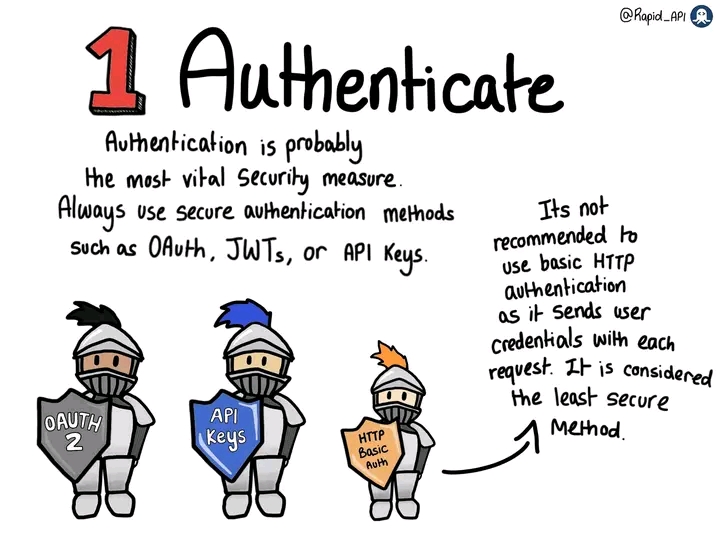 @Rapid_API
1 Authenticate
Authentication is probably
the most vital security measure.
Always use secure authentication methods
such as OAuth, JWTs, or API Keys.
Its not
recommended to
use basic HTTP
authentication
as it sends user
credentials with each
request. It is considered
the least secure
method.
OAUTH
2
API
Keys
HTTP
Basic
Auth